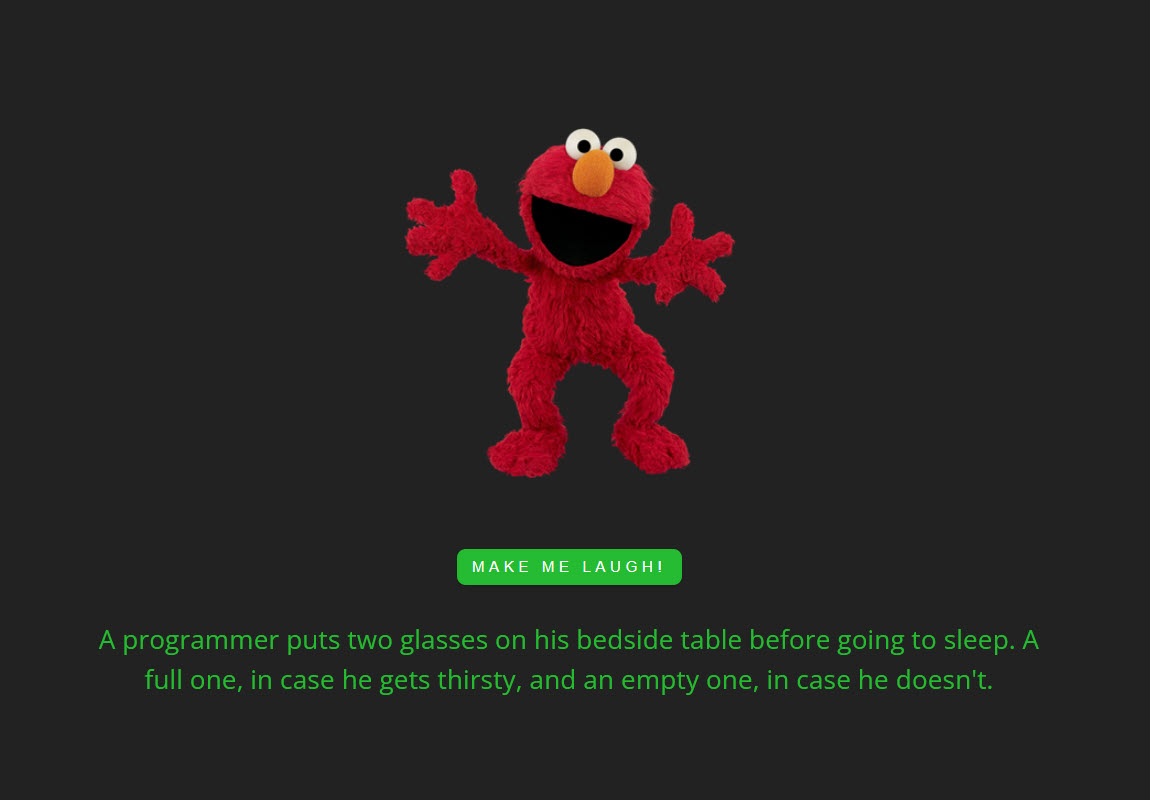 MAKE ME LAUGH!
A programmer puts two glasses on his bedside table before going to sleep. A
full one, in case he gets thirsty, and an empty one, in case he doesn't.